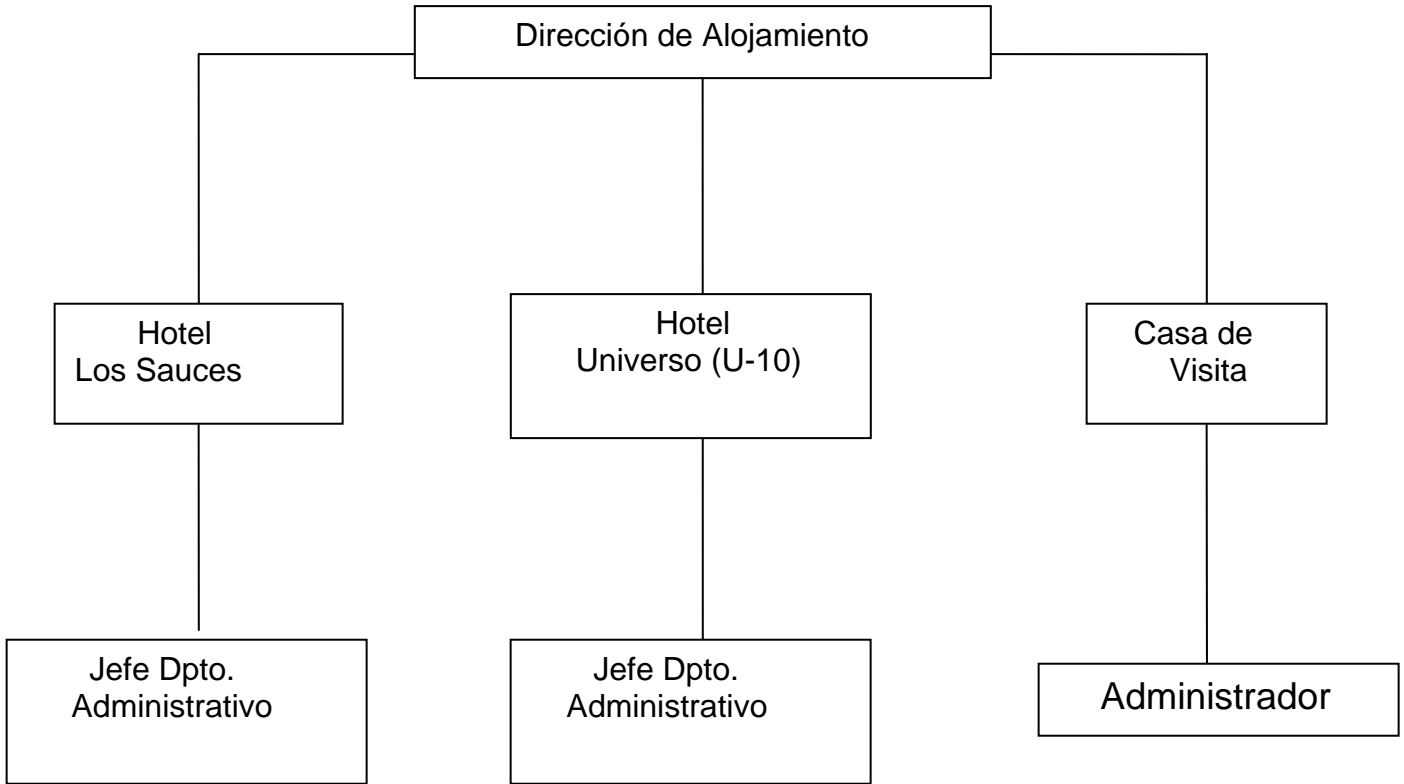 Dirección de Alojamiento
Hotel
Los Sauces
Hotel
Universo (U-10)
Casa de
Visita
Jefe Dpto.
Administrativo
Jefe Dpto.
Administrativo
Administrador